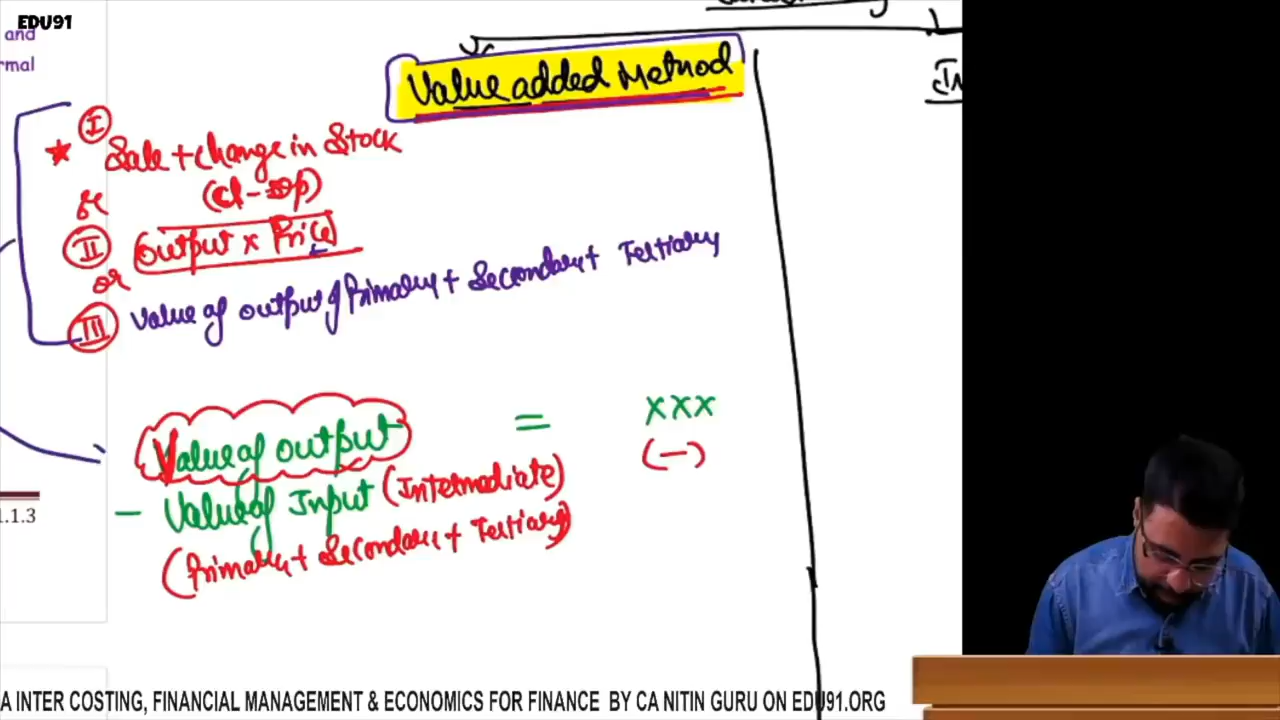 EDU91
and
rmal
Value added Method
In
I
★ Sale + change in Stock
(cl - op)
or
II Output x Price
or
III Value of output of Primary + Secondary + Tertiary
Value of output = xxx
- Value of Input (Intermediate) (-)
(Primary + Secondary + Tertiary)
1.1.3
A INTER COSTING, FINANCIAL MANAGEMENT & ECONOMICS FOR FINANCE BY CA NITIN GURU ON EDU91.ORG